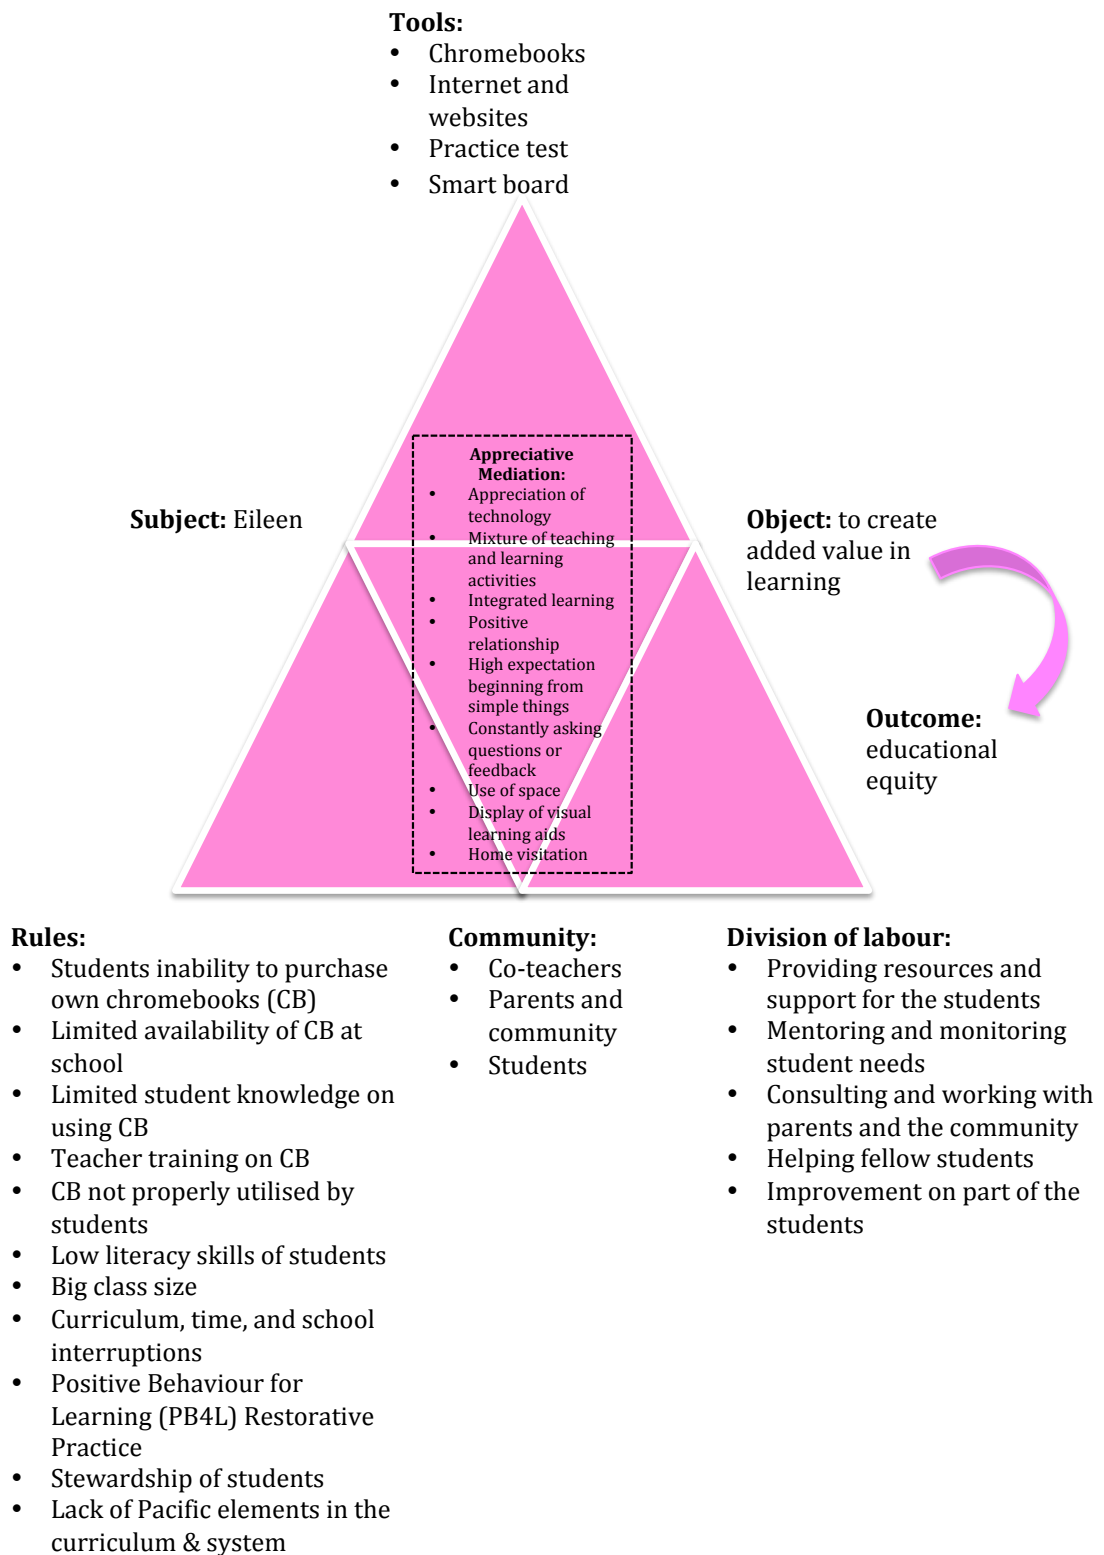 Tools:
• Chromebooks
• Internet and
websites
• Practice test
• Smart board
Appreciative
Mediation:
• Appreciation of
technology
• Mixture of teaching
and learning
activities
• Integrated learning
• Positive
relationship
• High expectation
beginning from
simple things
• Constantly asking
questions or
feedback
• Use of space
• Display of visual
learning aids
• Home visitation
Subject: Eileen
Object: to create
added value in
learning
Outcome:
educational
equity
Rules:
• Students inability to purchase
own chromebooks (CB)
• Limited availability of CB at
school
• Limited student knowledge on
using CB
• Teacher training on CB
• CB not properly utilised by
students
• Low literacy skills of students
• Big class size
• Curriculum, time, and school
interruptions
• Positive Behaviour for
Learning (PB4L) Restorative
Practice
• Stewardship of students
• Lack of Pacific elements in the
curriculum & system
Community:
• Co-teachers
• Parents and
community
• Students
Division of labour:
• Providing resources and
support for the students
• Mentoring and monitoring
student needs
• Consulting and working with
parents and the community
• Helping fellow students
• Improvement on part of the
students